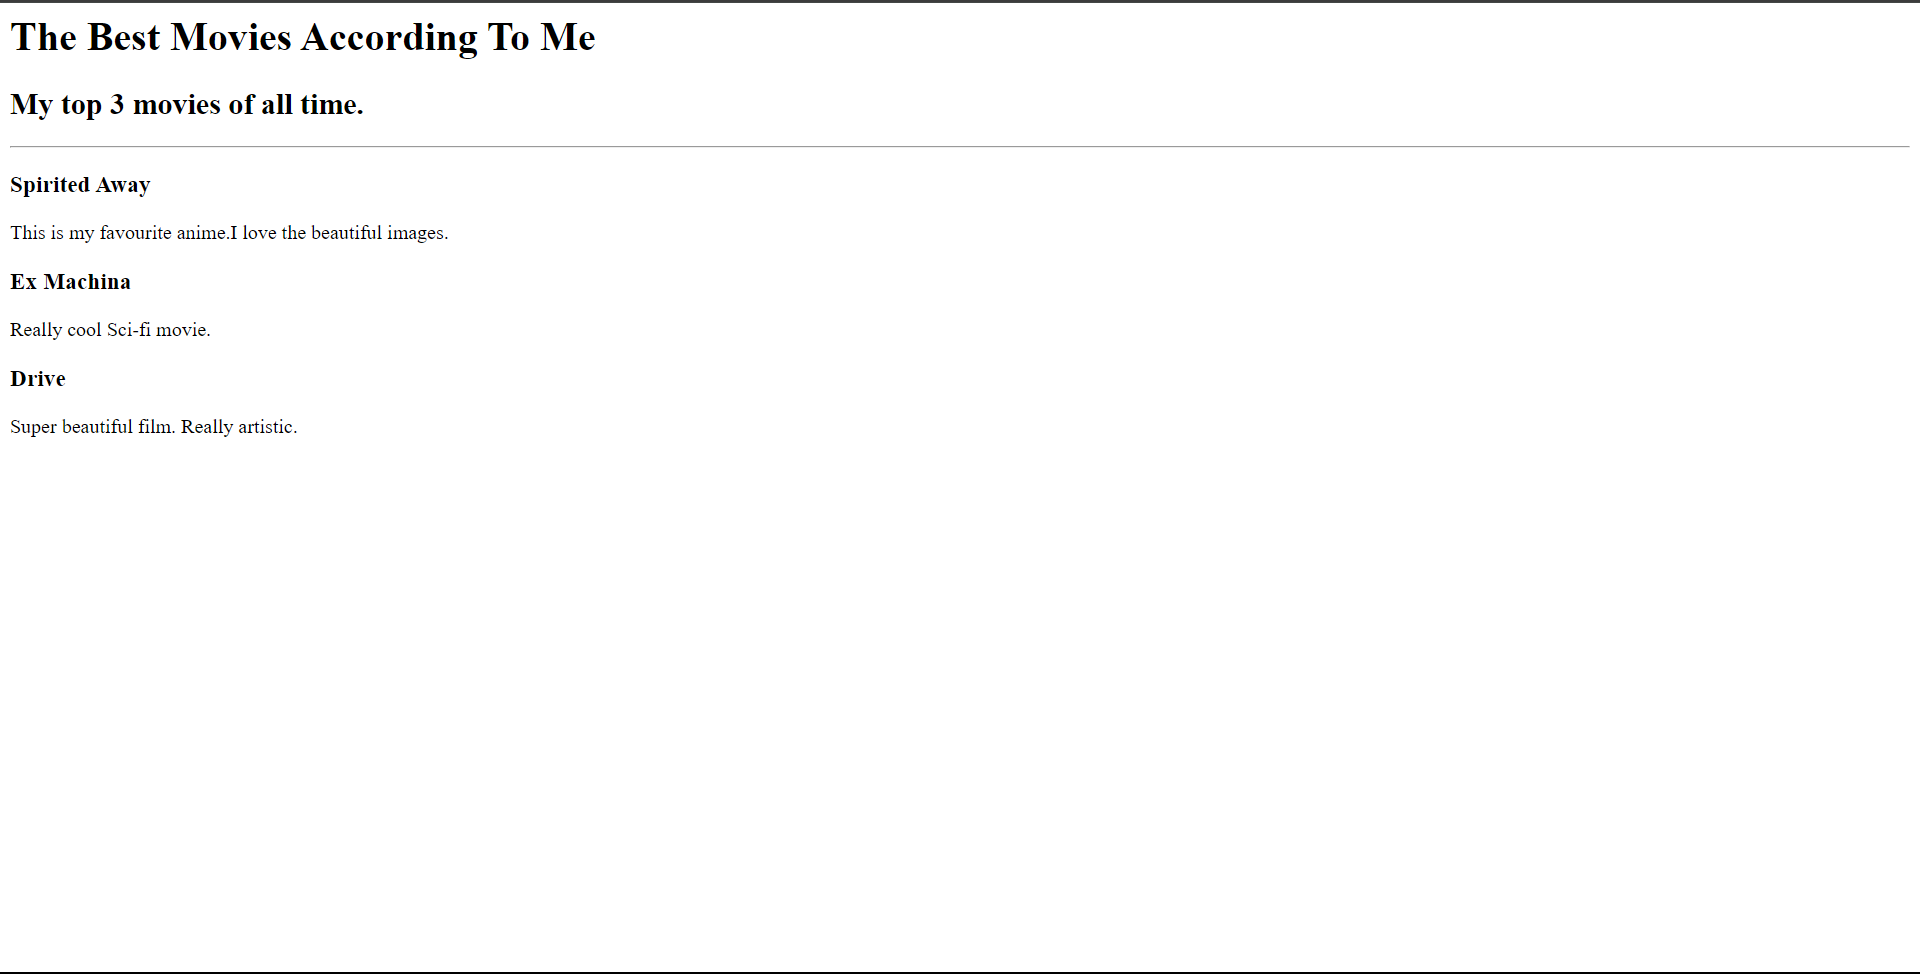 The Best Movies According To Me
My top 3 movies of all time.
Spirited Away
This is my favourite anime.I love the beautiful images.
Ex Machina
Really cool Sci-fi movie.
Drive
Super beautiful film. Really artistic.